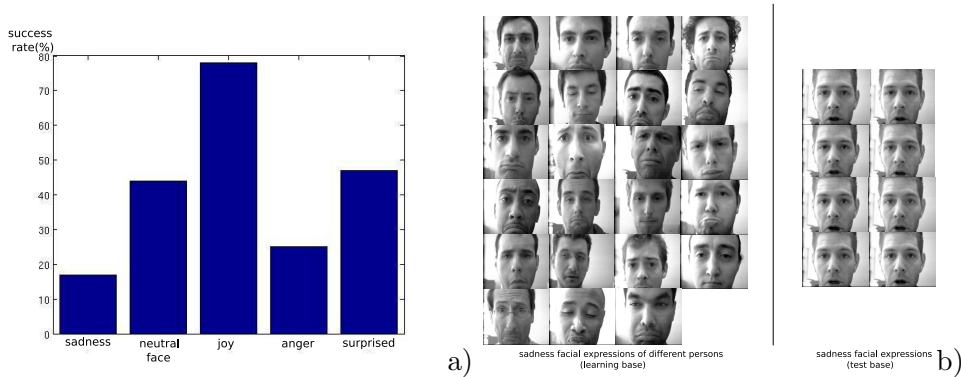 success
rate(%)
80
70
60
50
40
30
20
10
0
sadness
neutral
face
joy
anger
surprised
a)
sadness facial expressions of different persons
(learning base)
sadness facial expressions
(test base)
b)